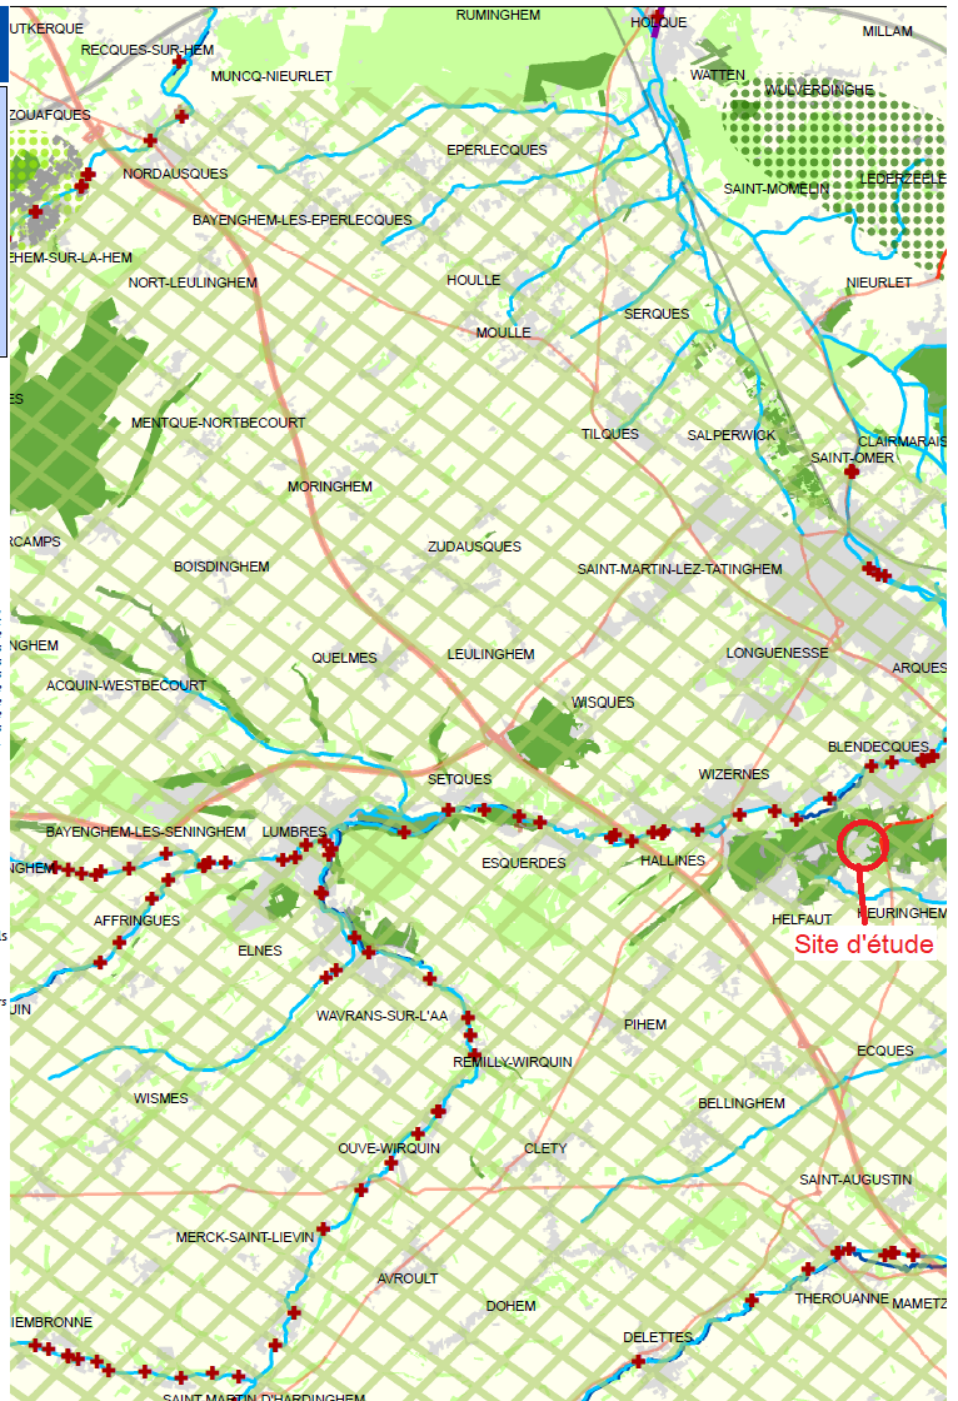 UTKERQUE
RUMINGHEM
HOLQUE
MILLAM
RECQUES-SUR-HEM
MUNCQ-NIEURLET
WATTEN
WULVERDINGHE
ZOUAFQUES
EPERLECQUES
NORDAUSQUES
SAINT-MOMELIN
LEDERZEELE
BAYENGHEM-LES-EPERLECQUES
EHEM-SUR-LA-HEM
NORT-LEULINGHEM
HOULLE
NIEURLET
SERQUES
MOULLE
ES
MENTQUE-NORTBECOURT
TILQUES
SALPERWICK
CLAIRMARAIS
SAINT-OMER
MORINGHEM
RCAMPS
ZUDAUSQUES
BOISDINGHEM
SAINT-MARTIN-LEZ-TATINGHEM
NGHEM
QUELMES
LEULINGHEM
LONGUENESSE
ARQUES
ACQUIN-WESTBECOURT
WISQUES
BLENDECQUES
SETQUES
WIZERNES
BAYENGHEM-LES-SENINGHEM
LUMBRES
NGHEM
ESQUERDES
HALLINES
AFFRINGUES
HELFAUT
HEURINGHEM
ls
ELNES
Site d'étude
rs
UIN
WAVRANS-SUR-L'AA
PIHEM
ECQUES
REMILLY-WIRQUIN
WISMES
BELLINGHEM
OUVE-WIRQUIN
CLETY
SAINT-AUGUSTIN
MERCK-SAINT-LIEVIN
AVROULT
THEROUANNE
MAMETZ
DOHEM
IEMBRONNE
DELETTES
SAINT-MARTIN-D'HARDINGHEM